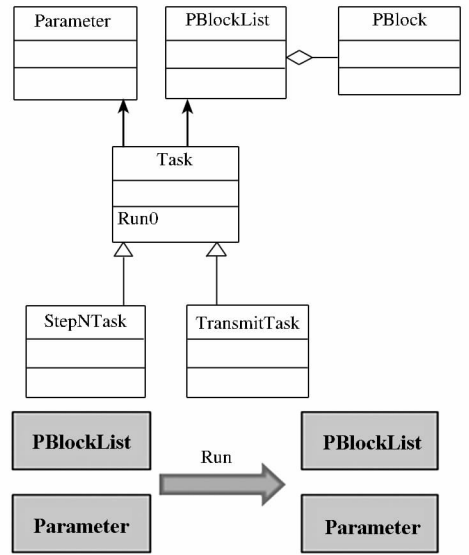 Parameter
PBlockList
PBlock
Task
Run0
StepNTask
TransmitTask
PBlockList
Run
PBlockList
Parameter
Parameter